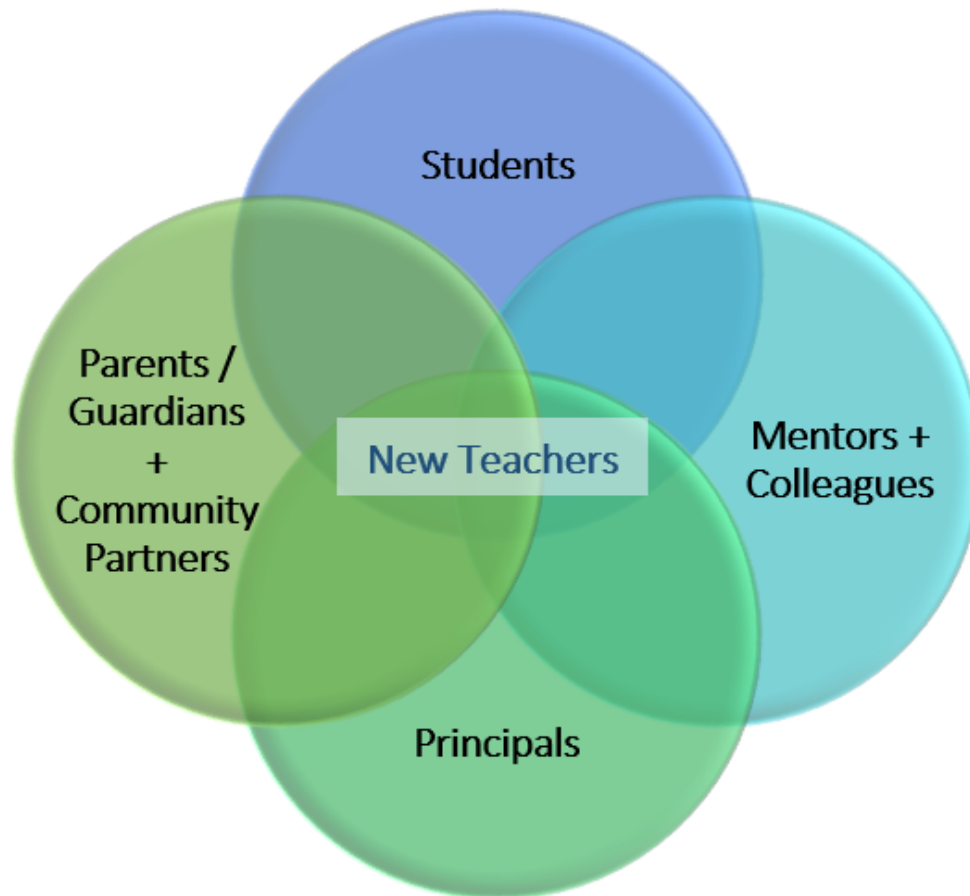 Students
Parents /
Guardians
+
Community
Partners
New Teachers
Mentors +
Colleagues
Principals